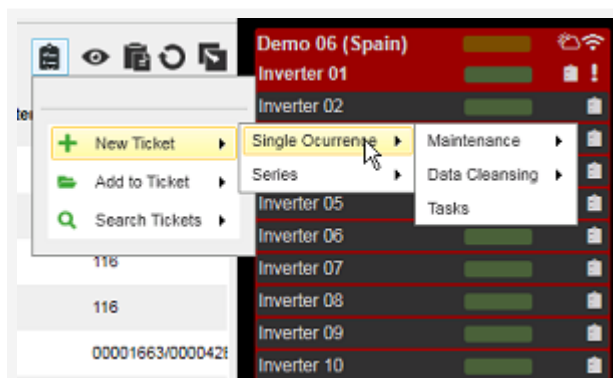 Demo 06 (Spain)
Inverter 01
Inverter 02
New Ticket
Single Ocurrence
Maintenance
Add to Ticket
Series
Data Cleansing
Search Tickets
Inverter 05
Tasks
Inverter 06
116
Inverter 07
116
Inverter 08
Inverter 09
00001663/000042
Inverter 10